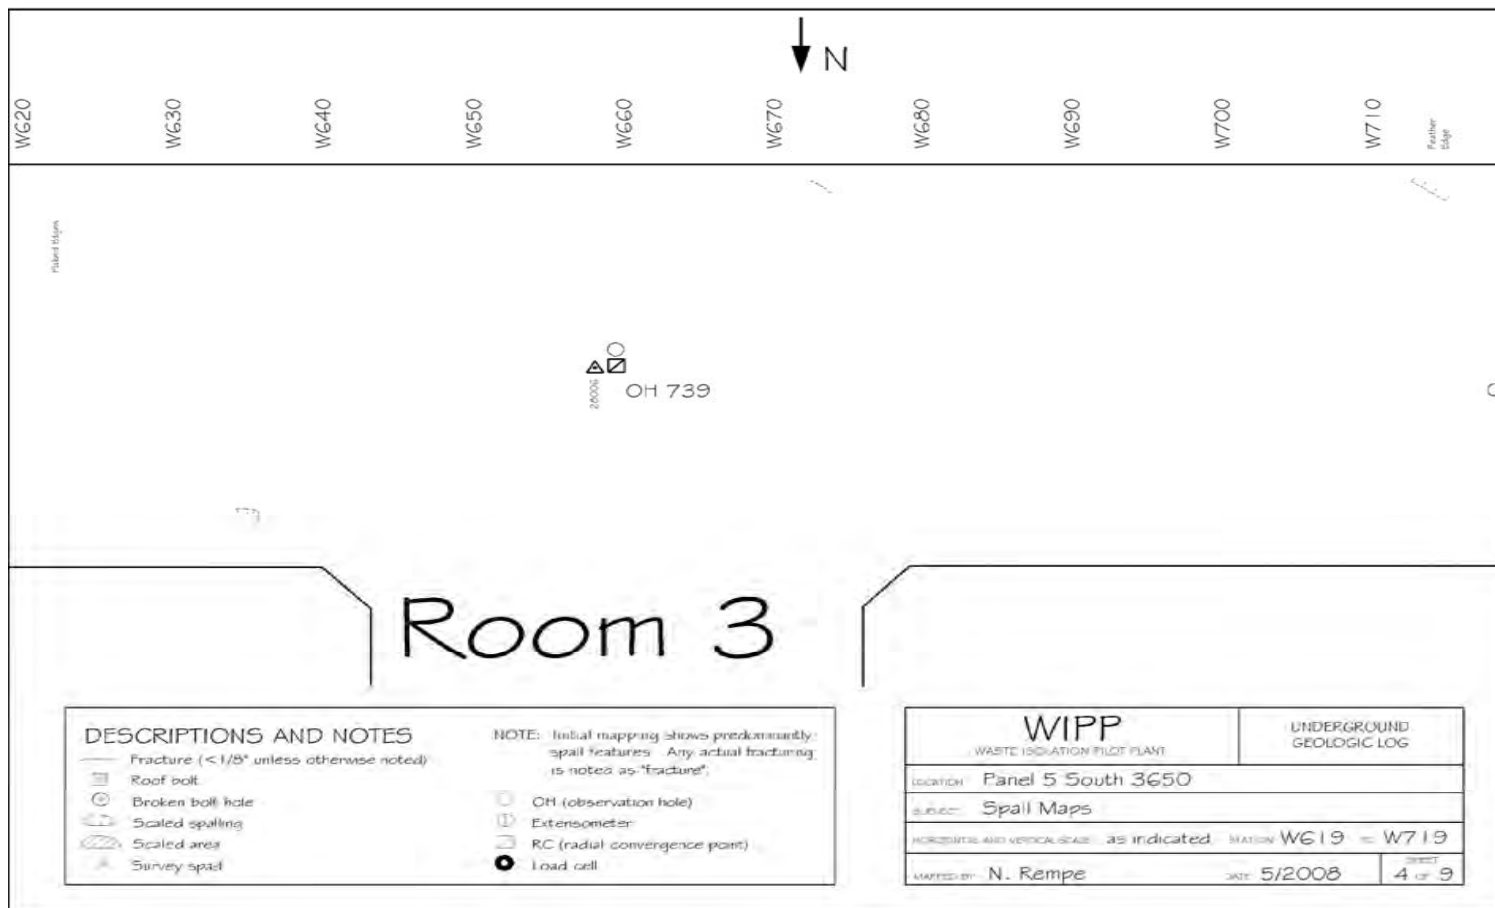 N
W620 W630 W640 W650 W660 W670 W680 W690 W700 W710
Feather
Edge
Flaked Edges
28006
OH 739
Room 3
DESCRIPTIONS AND NOTES
Fracture (<1/8" unless otherwise noted)
Roof bolt
Broken bolt hole
Scaled spalling
Scaled area
Survey spad
NOTE: Initial mapping shows predominantly
spall features. Any actual fracturing
is noted as "fracture".
OH (observation hole)
Extensometer
RC (radial convergence point)
Load cell
WIPP
WASTE ISOLATION PILOT PLANT
UNDERGROUND
GEOLOGIC LOG
LOCATION Panel 5 South 3650
SUBJECT Spall Maps
HORIZONTAL AND VERTICAL SCALE as indicated STATION W619 TO W719
MAPPED BY N. Rempe DATE 5/2008
SHEET
4 OF 9